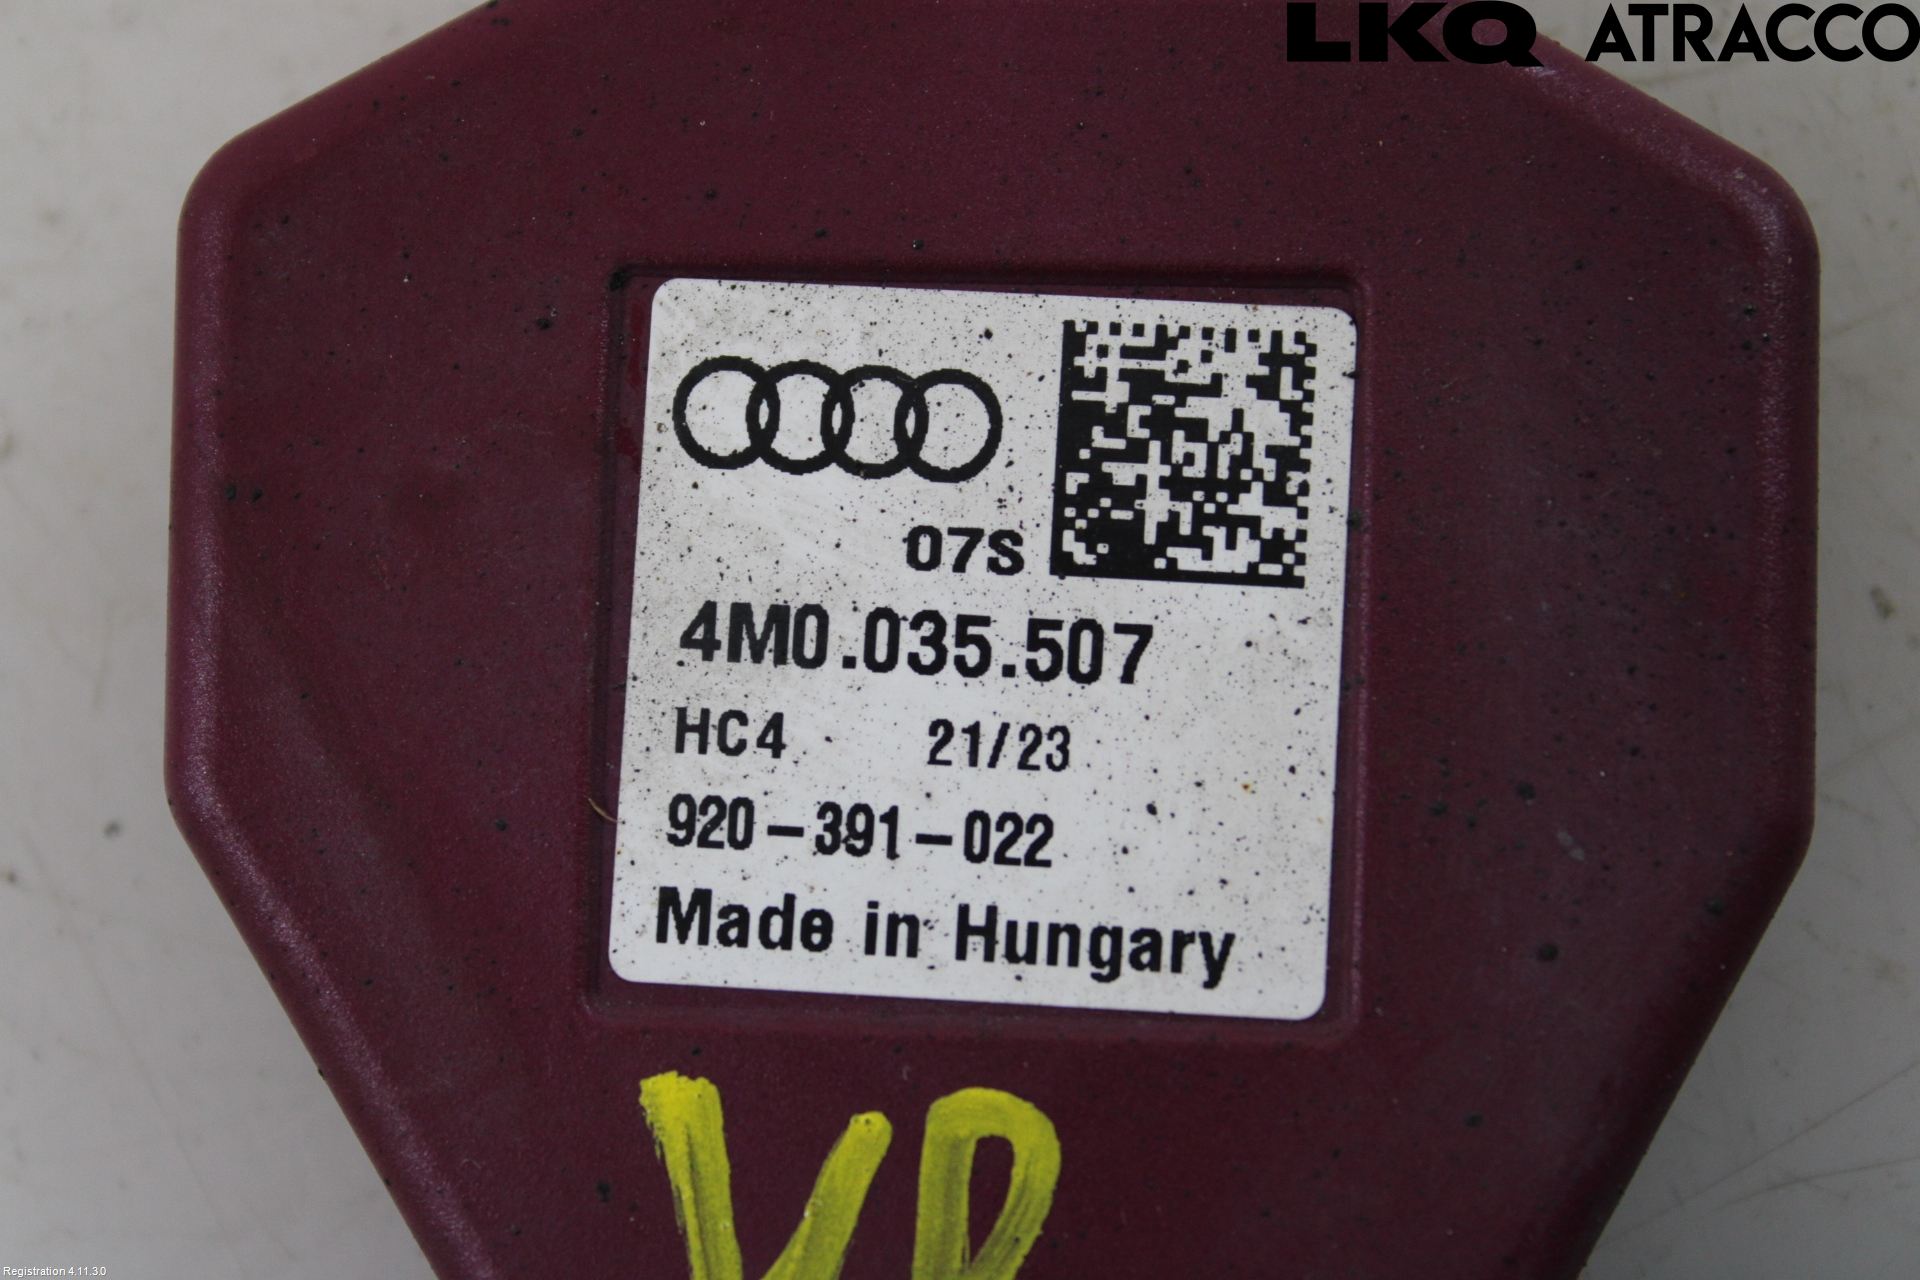 LKQ ATRACCO
07S
4M0.035.507
HC4 21/23
920-391-022
Made in Hungary
Registration 4.11.3.0